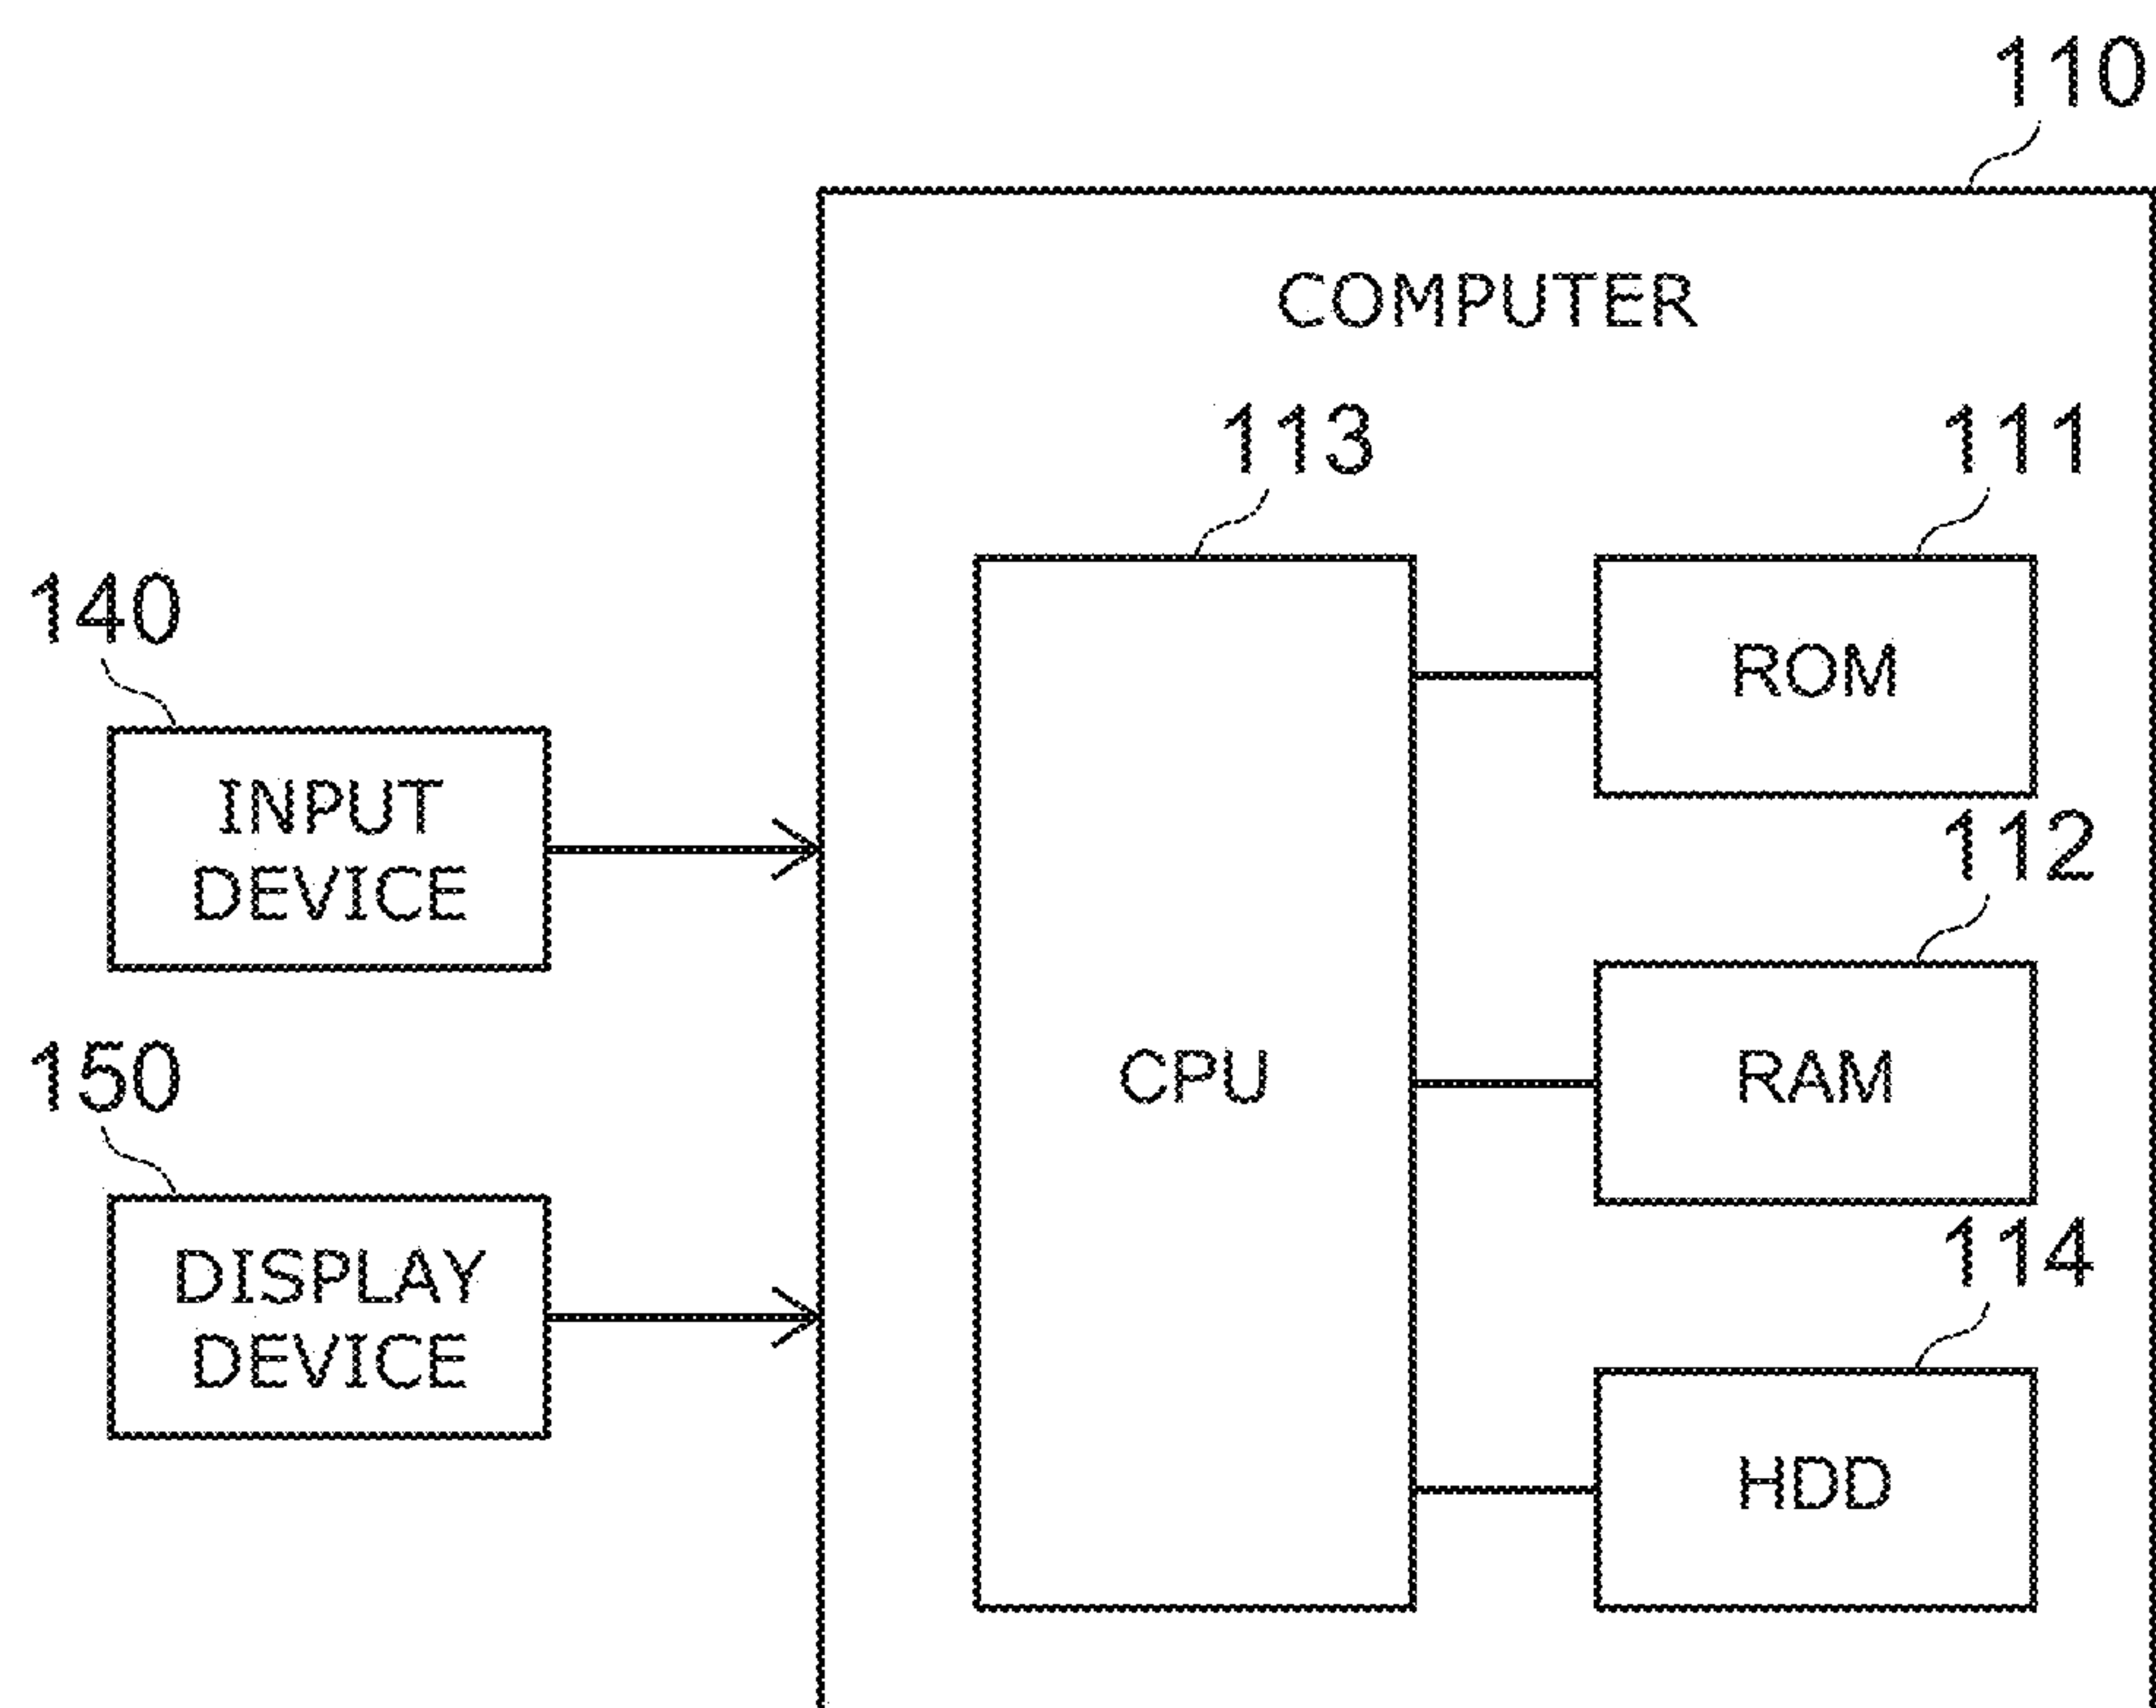 110
COMPUTER
113
111
140
ROM
INPUT
DEVICE
112
150
CPU
RAM
114
DISPLAY
DEVICE
HDD